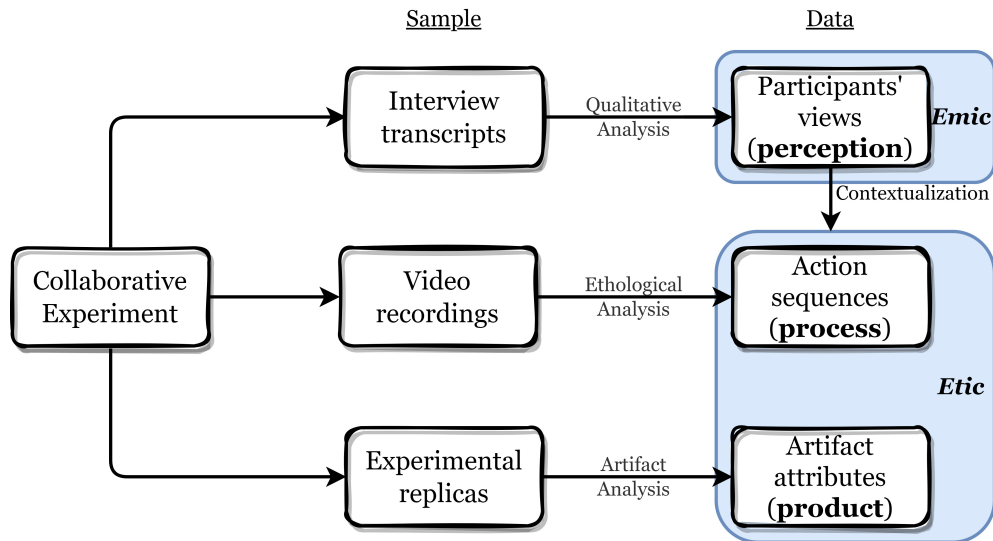 Sample
Data
Interview
transcripts
Qualitative
Analysis
Participants'
views
(perception)
Emic
Contextualization
Collaborative
Experiment
Video
recordings
Ethological
Analysis
Action
sequences
(process)
Etic
Experimental
replicas
Artifact
Analysis
Artifact
attributes
(product)